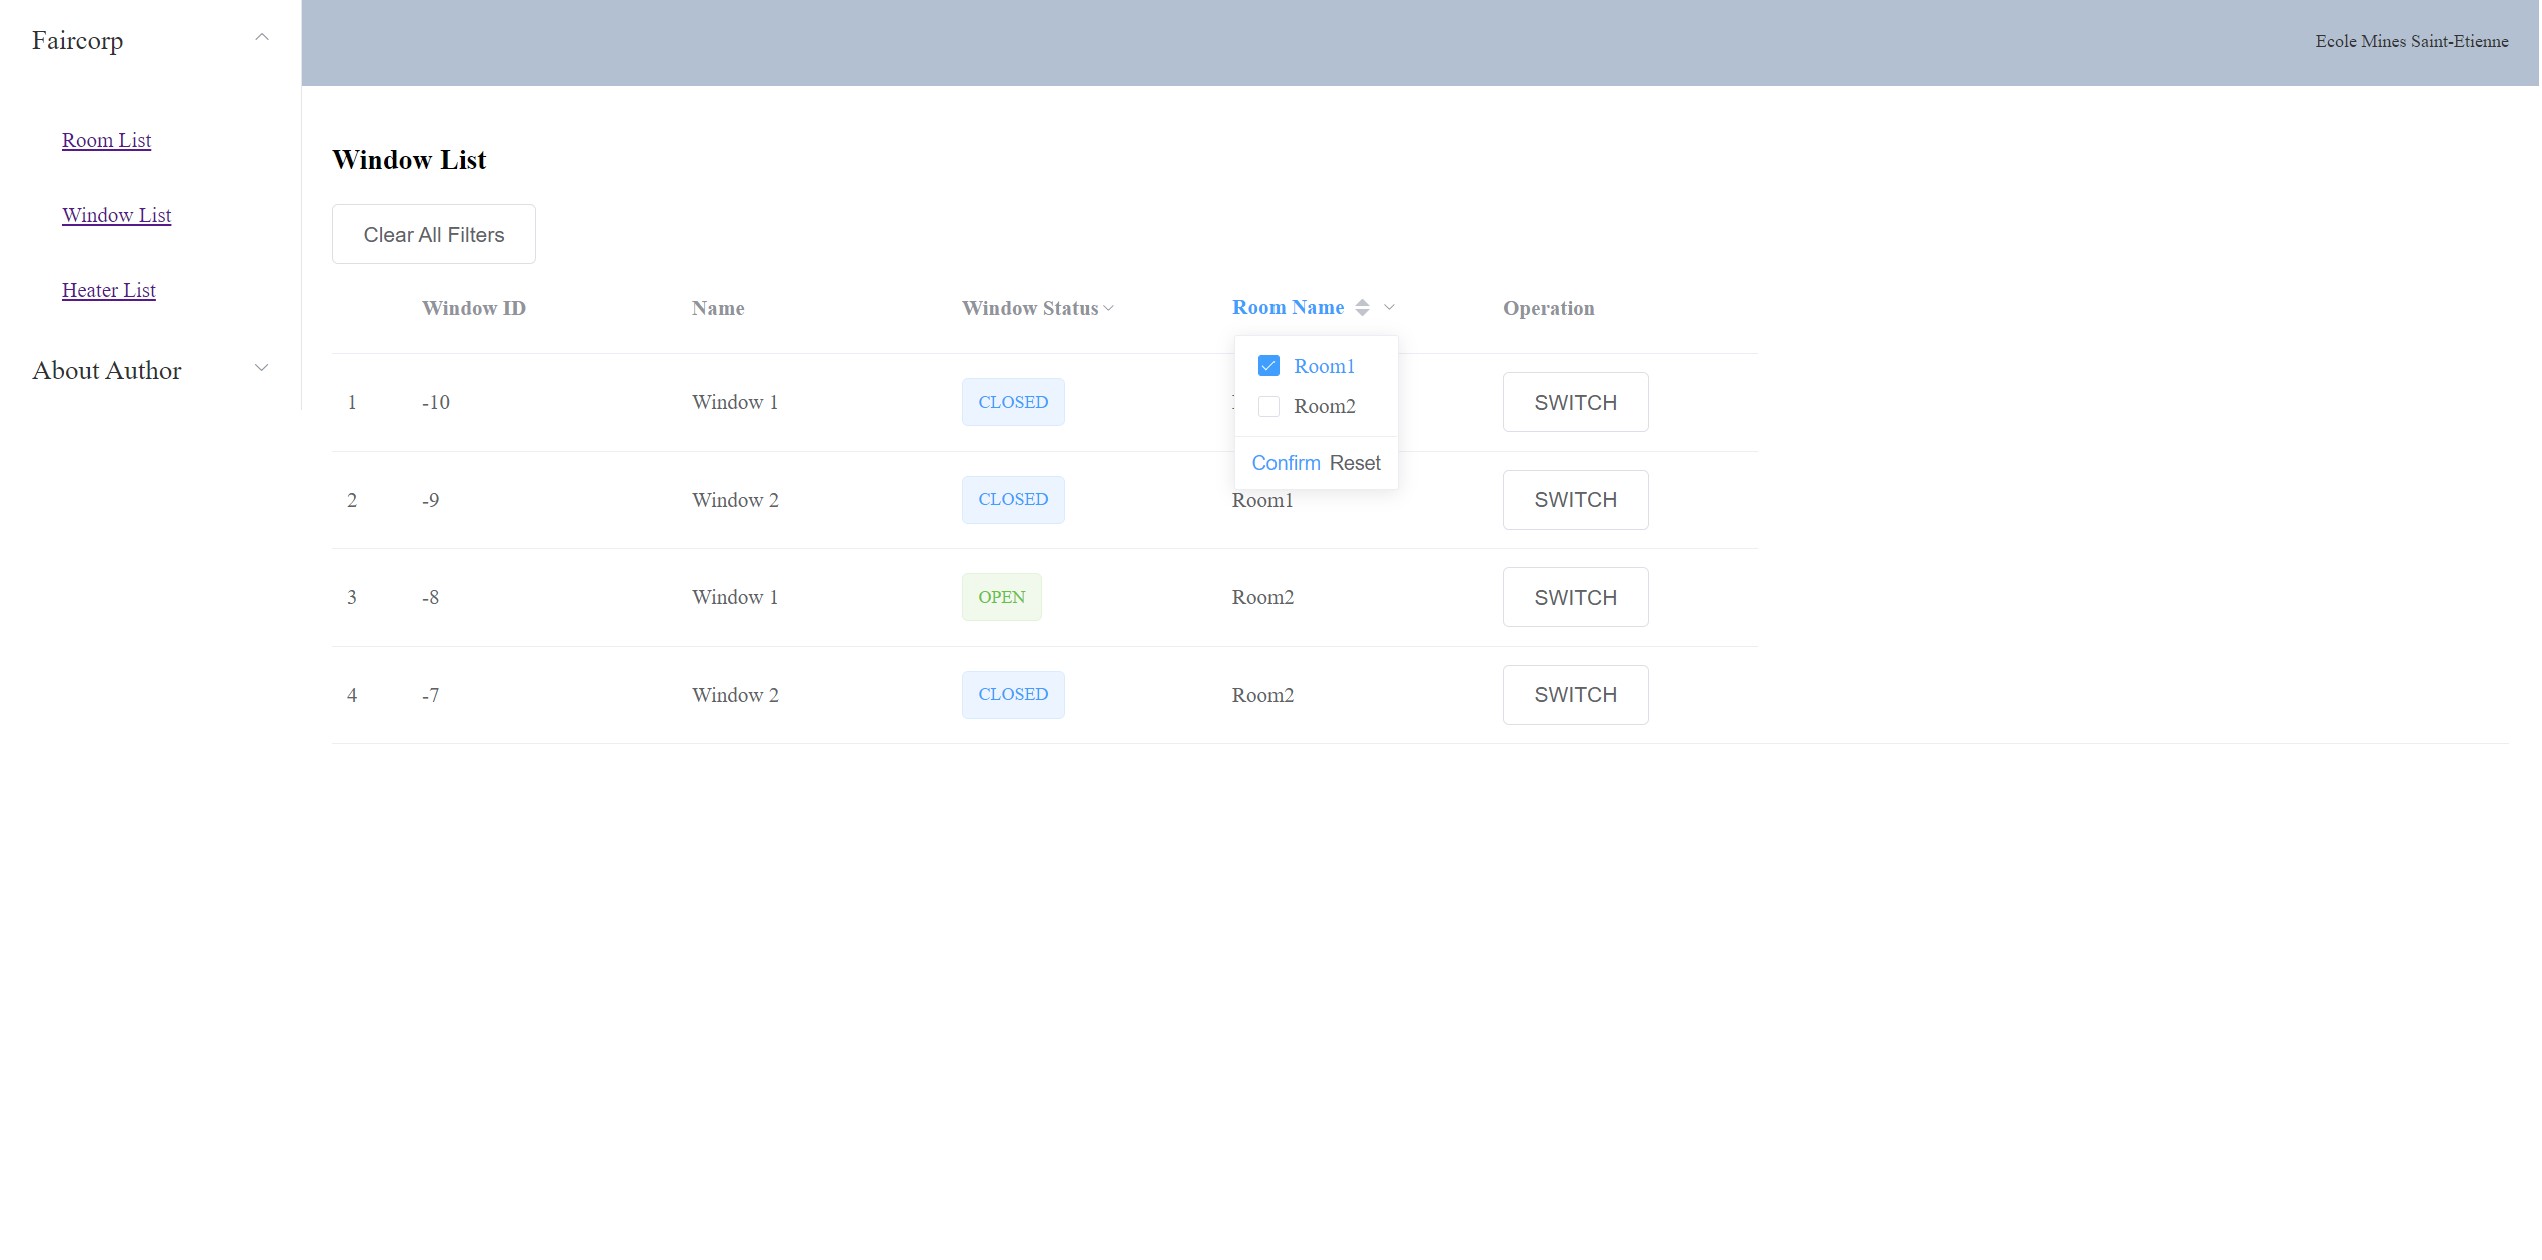 Faircorp
Ecole Mines Saint-Etienne
Room List
Window List
Heater List
About Author
Window List
Clear All Filters
Window ID Name Window Status Room Name Operation
Room1
Room2
Confirm Reset
1 -10 Window 1 CLOSED SWITCH
2 -9 Window 2 CLOSED Room1 SWITCH
3 -8 Window 1 OPEN Room2 SWITCH
4 -7 Window 2 CLOSED Room2 SWITCH